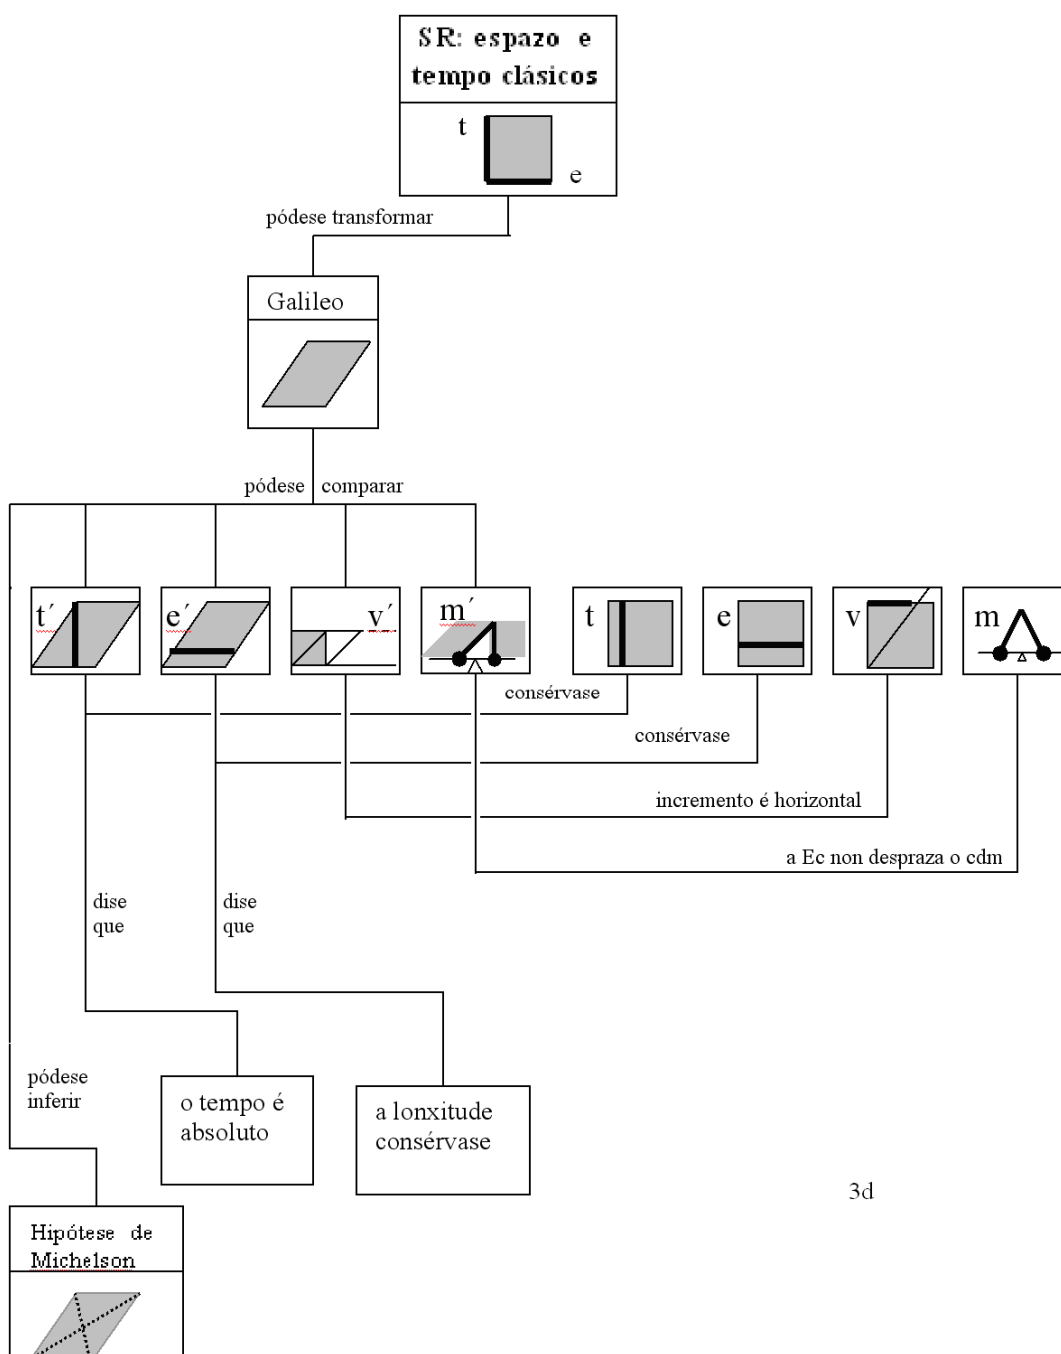 SR: espazo e
tempo clásicos
t
e
pódese transformar
Galileo
pódese comparar
t´
e´
v´
m´
t
e
v
m
consérvase
consérvase
incremento é horizontal
a Ec non despraza o cdm
dise
que
dise
que
pódese
inferir
o tempo é
absoluto
a lonxitude
consérvase
3d
Hipótese de
Michelson